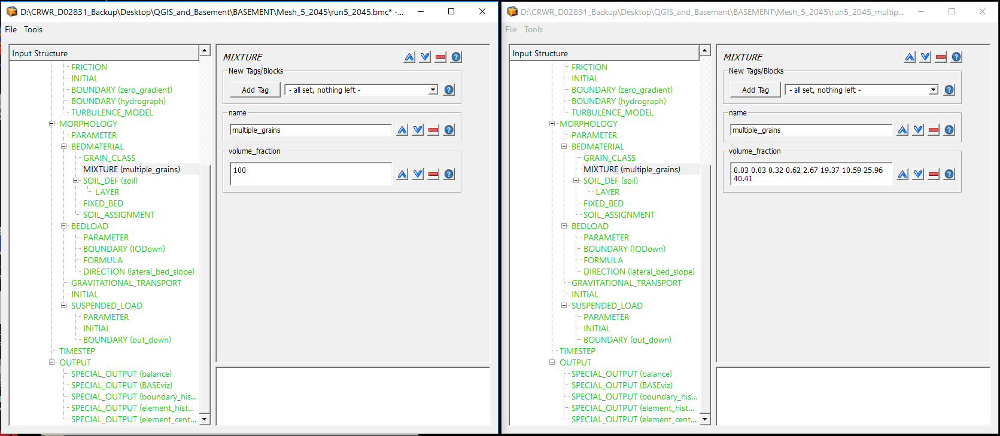 D:\CRWR_D02831_Backup\Desktop\QGIS_and_Basement\BASEMENT\Mesh_5_2045\run5_2045.bmc* -...
File Tools
Input Structure
FRICTION
INITIAL
BOUNDARY (zero_gradient)
BOUNDARY (hydrograph)
TURBULENCE_MODEL
MORPHOLOGY
PARAMETER
BEDMATERIAL
GRAIN_CLASS
MIXTURE (multiple_grains)
SOIL_DEF (soil)
LAYER
FIXED_BED
SOIL_ASSIGNMENT
BEDLOAD
PARAMETER
BOUNDARY (IODown)
FORMULA
DIRECTION (lateral_bed_slope)
GRAVITATIONAL_TRANSPORT
INITIAL
SUSPENDED_LOAD
PARAMETER
INITIAL
BOUNDARY (out_down)
TIMESTEP
OUTPUT
SPECIAL_OUTPUT (balance)
SPECIAL_OUTPUT (BASEviz)
SPECIAL_OUTPUT (boundary_his...
SPECIAL_OUTPUT (element_hist...
SPECIAL_OUTPUT (element_cent...
MIXTURE
New Tags/Blocks
Add Tag
- all set, nothing left -
name
multiple_grains
volume_fraction
100
D:\CRWR_D02831_Backup\Desktop\QGIS_and_Basement\BASEMENT\Mesh_5_2045\run5_2045_multip...
File Tools
Input Structure
FRICTION
INITIAL
BOUNDARY (zero_gradient)
BOUNDARY (hydrograph)
TURBULENCE_MODEL
MORPHOLOGY
PARAMETER
BEDMATERIAL
GRAIN_CLASS
MIXTURE (multiple_grains)
SOIL_DEF (soil)
LAYER
FIXED_BED
SOIL_ASSIGNMENT
BEDLOAD
PARAMETER
BOUNDARY (IODown)
FORMULA
DIRECTION (lateral_bed_slope)
GRAVITATIONAL_TRANSPORT
INITIAL
SUSPENDED_LOAD
PARAMETER
INITIAL
BOUNDARY (out_down)
TIMESTEP
OUTPUT
SPECIAL_OUTPUT (balance)
SPECIAL_OUTPUT (BASEviz)
SPECIAL_OUTPUT (boundary_his...
SPECIAL_OUTPUT (element_hist...
SPECIAL_OUTPUT (element_cent...
MIXTURE
New Tags/Blocks
Add Tag
- all set, nothing left -
name
multiple_grains
volume_fraction
0.03 0.03 0.32 0.62 2.67 19.37 10.59 25.96
40.41